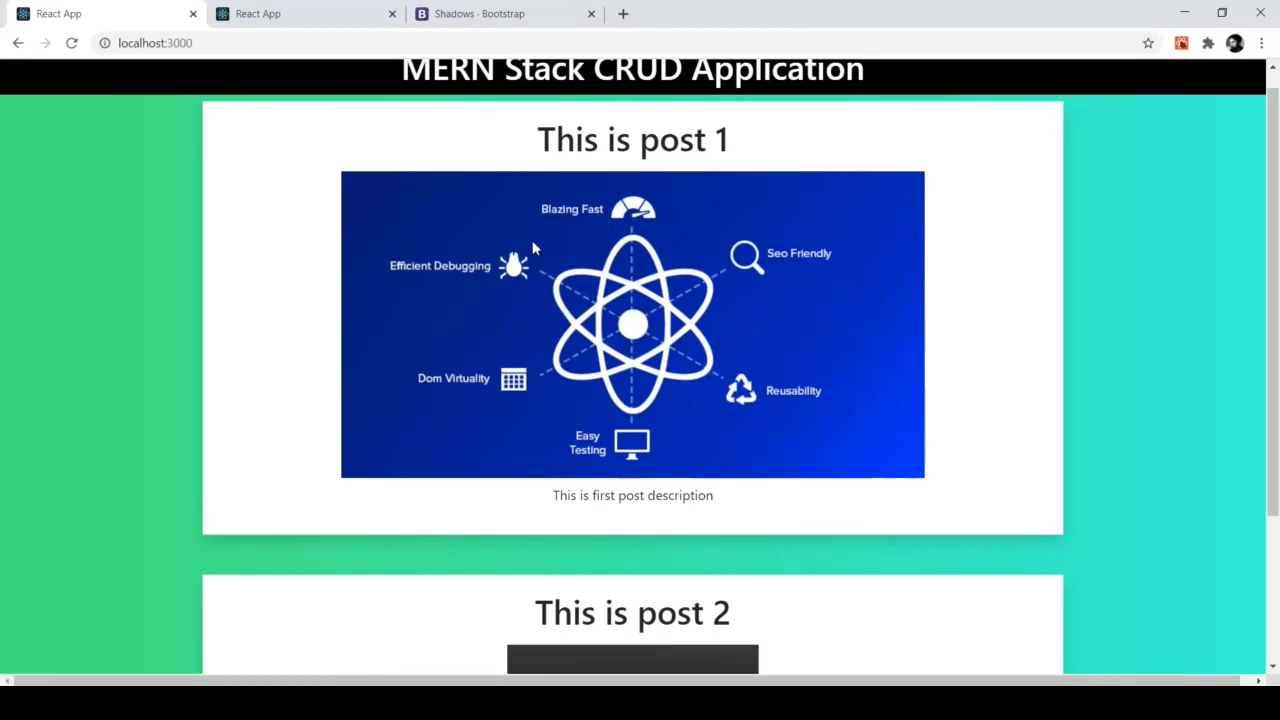 React App
React App
Shadows · Bootstrap
localhost:3000
MERN Stack CRUD Application
This is post 1
Blazing Fast
Efficient Debugging
Seo Friendly
Dom Virtuality
Reusability
Easy
Testing
This is first post description
This is post 2